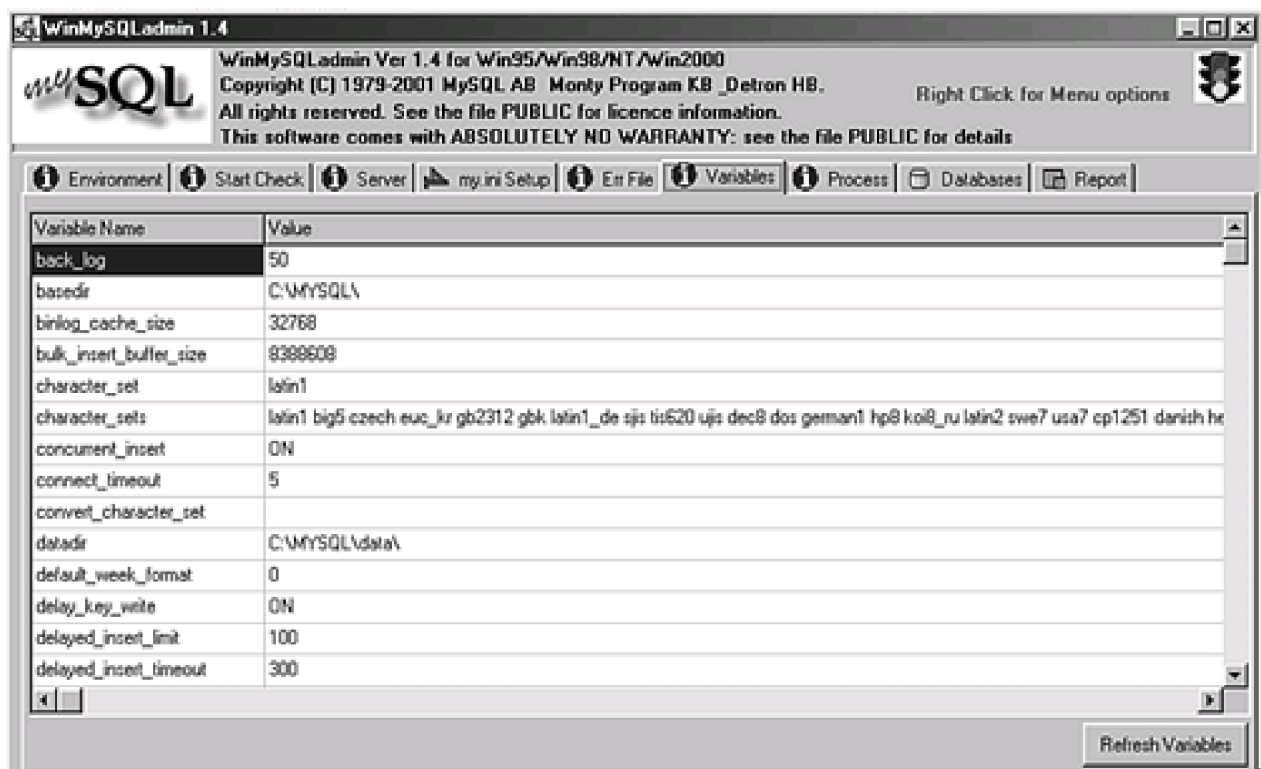 WinMySQLadmin 1.4
mySQL
WinMySQLadmin Ver 1.4 for Win95/Win98/NT/Win2000
Copyright (C) 1979-2001 MySQL AB Monty Program KB _Detron HB.
All rights reserved. See the file PUBLIC for licence information.
This software comes with ABSOLUTELY NO WARRANTY: see the file PUBLIC for details
Right Click for Menu options
Environment Start Check Server my.ini Setup Err File Variables Process Databases Report
Variable Name Value
back_log 50
basedir C:\MYSQL\
binlog_cache_size 32768
bulk_insert_buffer_size 8388608
character_set latin1
character_sets latin1 big5 czech euc_kr gb2312 gbk latin1_de sjis tis620 ujis dec8 dos german1 hp8 koi8_ru latin2 swe7 usa7 cp1251 danish he
concurrent_insert ON
connect_timeout 5
convert_character_set
datadir C:\MYSQL\data\
default_week_format 0
delay_key_write ON
delayed_insert_limit 100
delayed_insert_timeout 300
Refresh Variables